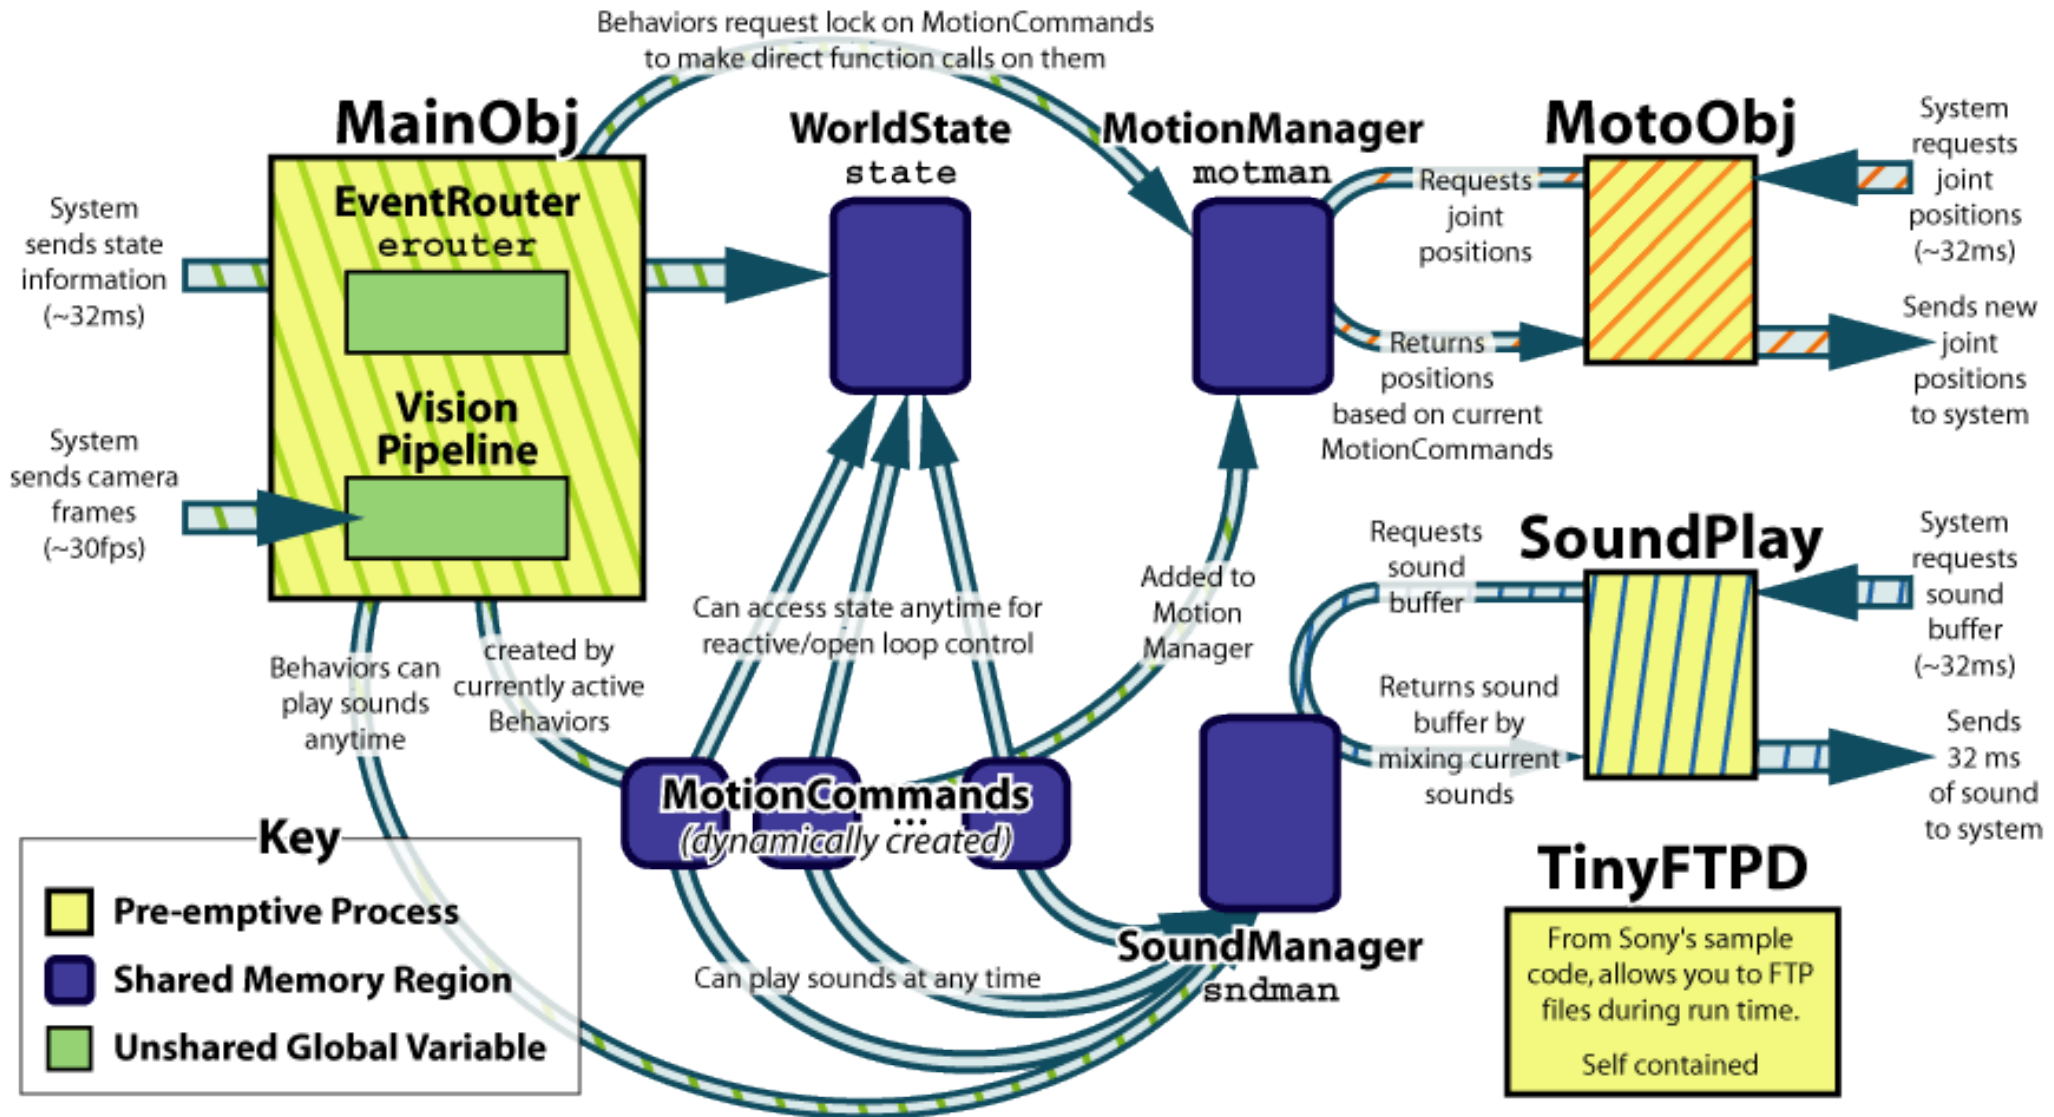 Behaviors request lock on MotionCommands
to make direct function calls on them
MainObj
EventRouter
erouter
Vision
Pipeline
System
sends state
information
(~32ms)
System
sends camera
frames
(~30fps)
WorldState
state
MotionManager
motman
MotoObj
Requests
joint
positions
Returns
positions
based on current
MotionCommands
System
requests
joint
positions
(~32ms)
Sends new
joint
positions
to system
Can access state anytime for
reactive/open loop control
Added to
Motion
Manager
Behaviors can
play sounds
anytime
created by
currently active
Behaviors
MotionCommands
...
(dynamically created)
Can play sounds at any time
SoundManager
sndman
SoundPlay
Requests
sound
buffer
Returns sound
buffer by
mixing current
sounds
System
requests
sound
buffer
(~32ms)
Sends
32 ms
of sound
to system
TinyFTPD
From Sony's sample
code, allows you to FTP
files during run time.
Self contained
Key
Pre-emptive Process
Shared Memory Region
Unshared Global Variable